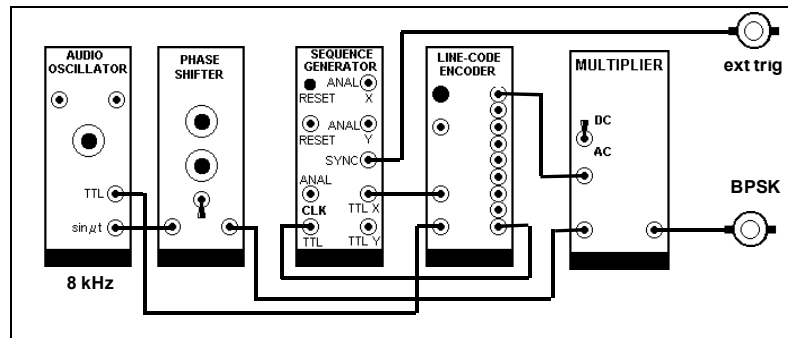 AUDIO
OSCILLATOR
TTL
sinμt
8 kHz
PHASE
SHIFTER
SEQUENCE
GENERATOR
ANAL
RESET X
ANAL
RESET Y
SYNC
ANAL
CLK TTL X
TTL TTL Y
LINE-CODE
ENCODER
MULTIPLIER
DC
AC
ext trig
BPSK